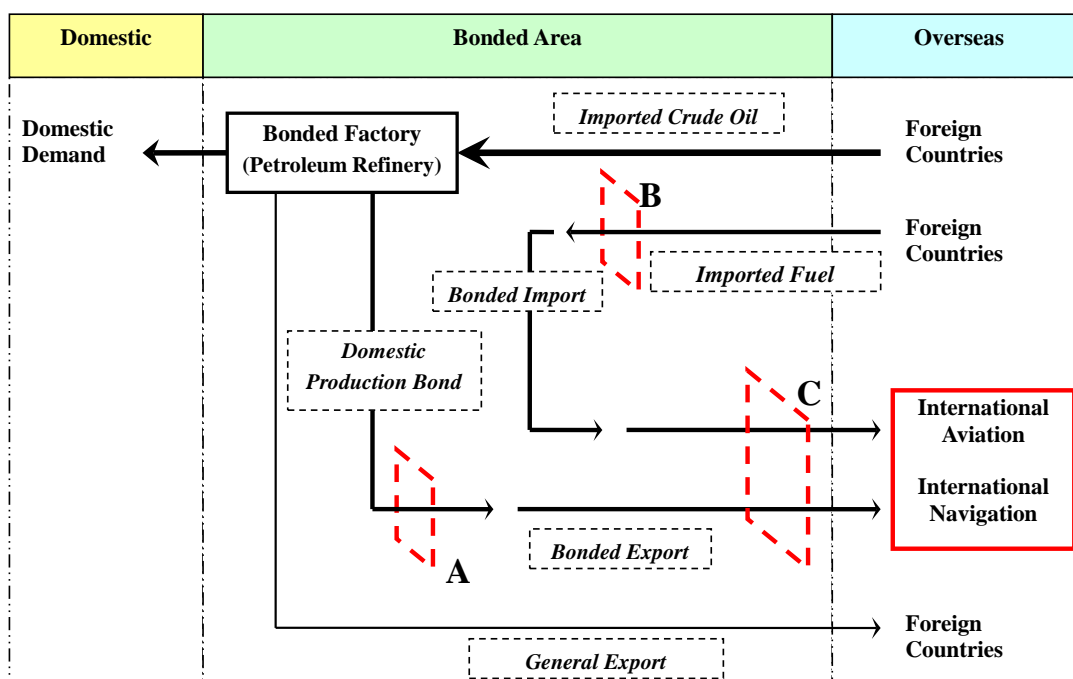 Domestic
Bonded Area
Overseas
Imported Crude Oil
Domestic
Demand
Bonded Factory
(Petroleum Refinery)
Foreign
Countries
B
Foreign
Countries
Imported Fuel
Bonded Import
Domestic
Production Bond
C
International
Aviation
International
Navigation
Bonded Export
A
Foreign
Countries
General Export